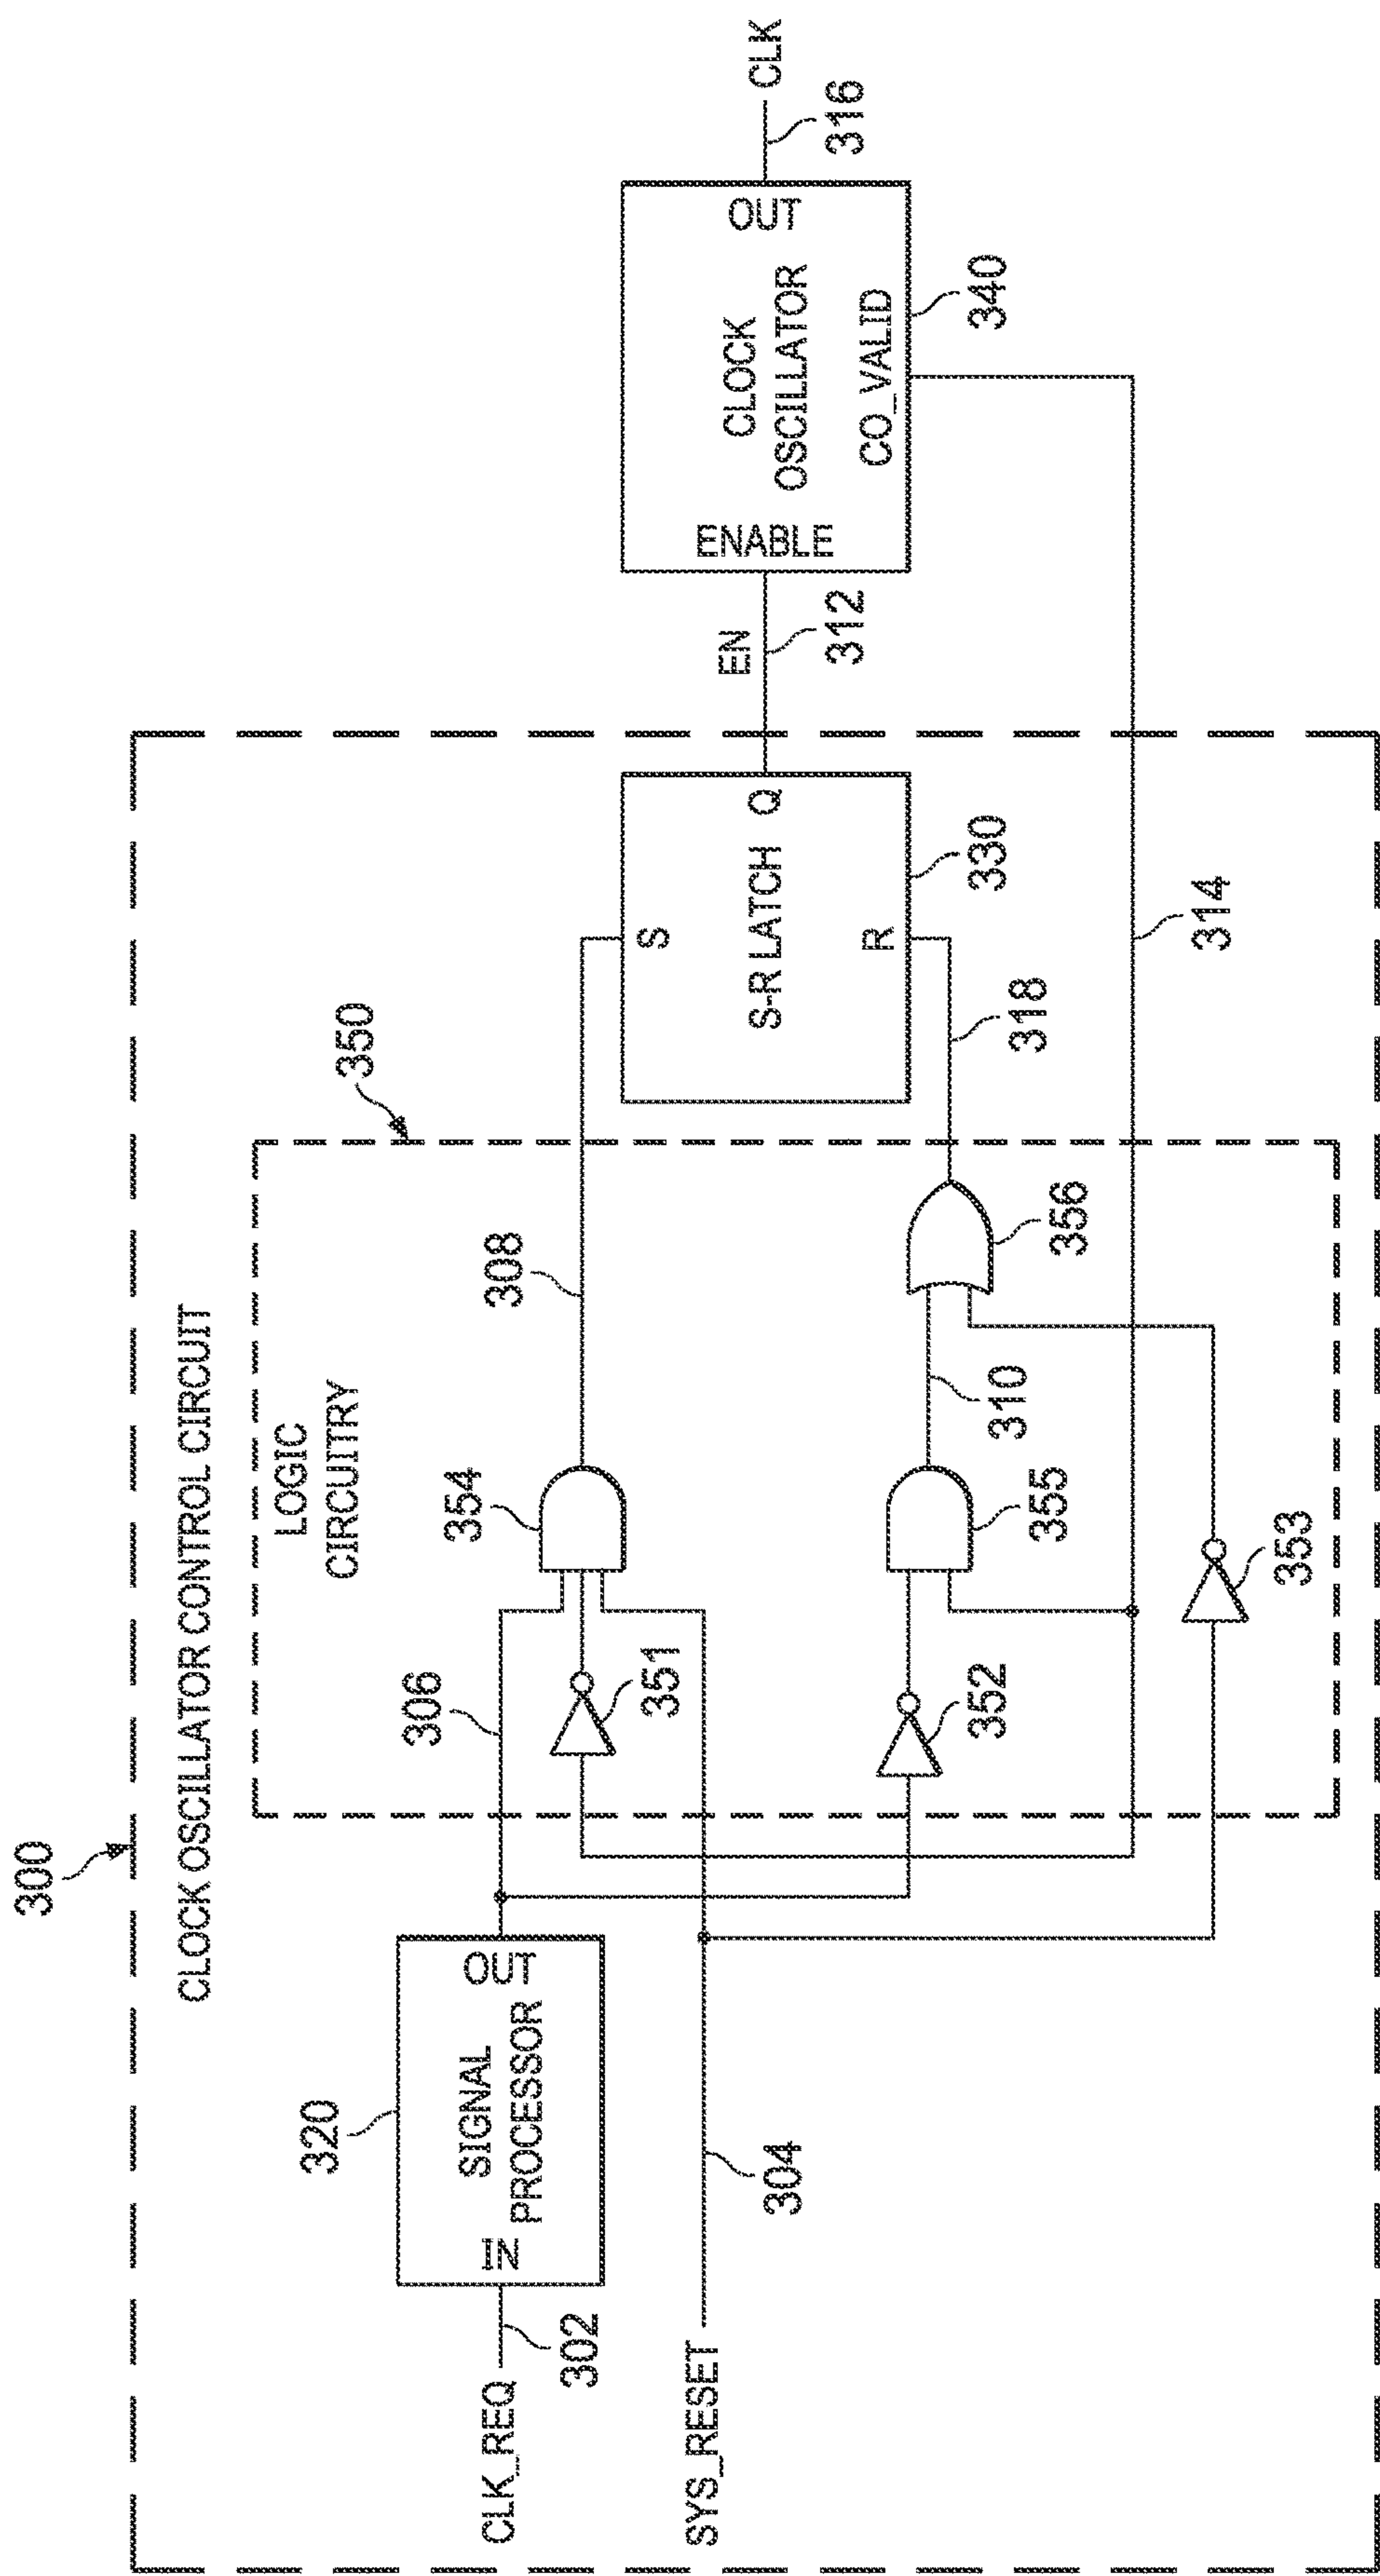 300
CLOCK OSCILLATOR CONTROL CIRCUIT
350
LOGIC
CIRCUITRY
320
SIGNAL
PROCESSOR
IN
OUT
CLK_REQ
302
306
354
308
351
SYS_RESET
304
352
355
310
356
318
353
S
S-R LATCH
Q
R
330
EN
312
314
ENABLE
CLOCK
OSCILLATOR
OUT
CO_VALID
340
CLK
316